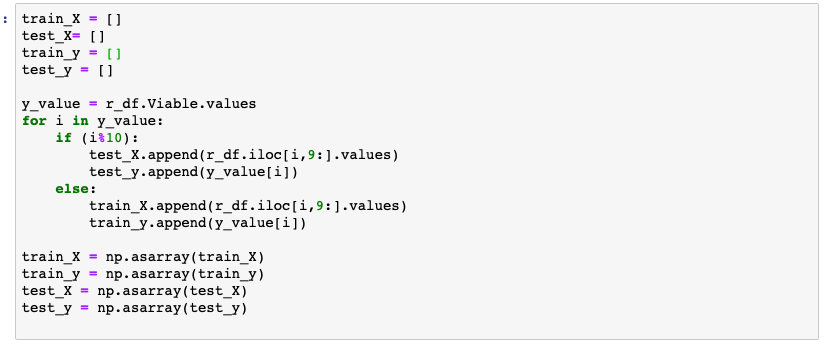 :
train_X = []
test_X= []
train_y = []
test_y = []

y_value = r_df.Viable.values
for i in y_value:
    if (i%10):
        test_X.append(r_df.iloc[i,9:].values)
        test_y.append(y_value[i])
    else:
        train_X.append(r_df.iloc[i,9:].values)
        train_y.append(y_value[i])

train_X = np.asarray(train_X)
train_y = np.asarray(train_y)
test_X = np.asarray(test_X)
test_y = np.asarray(test_y)